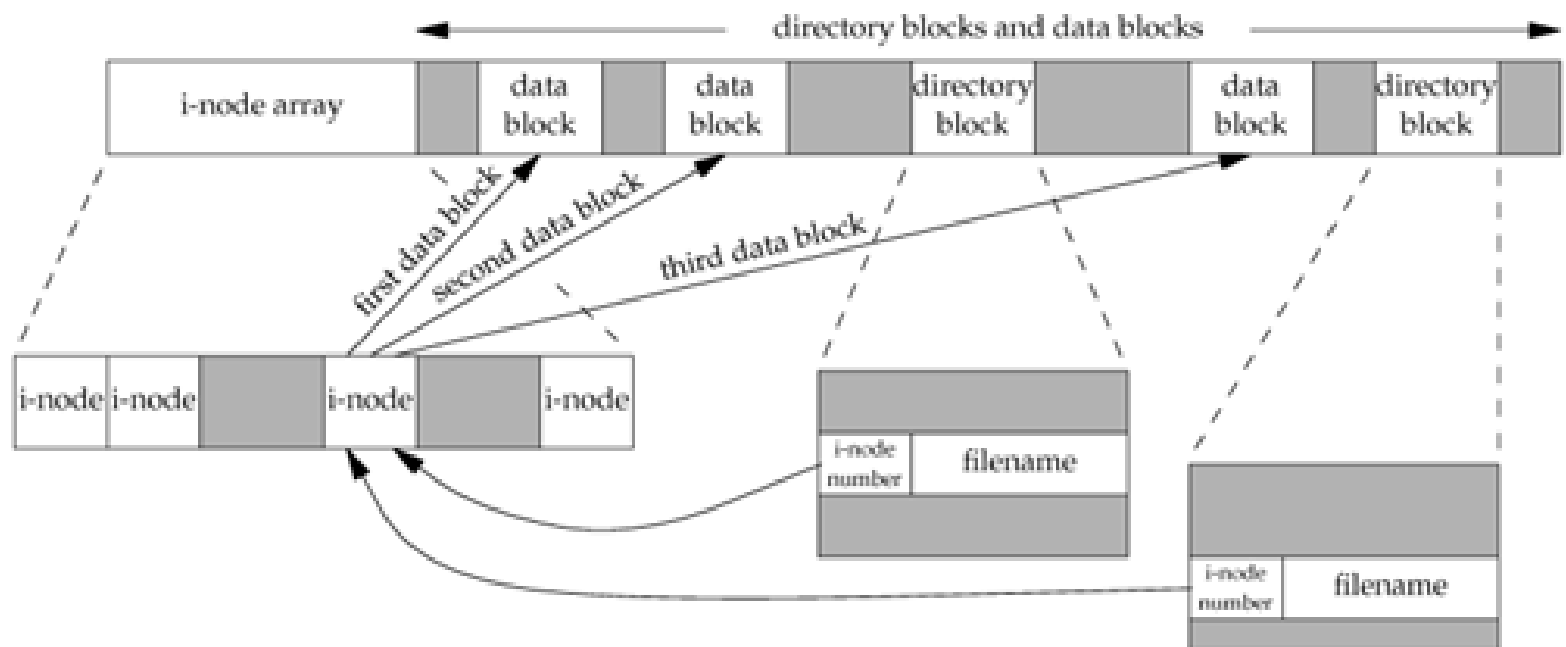 directory blocks and data blocks
i-node array
data
block
data
block
directory
block
data
block
directory
block
first data block
second data block
third data block
i-node
i-node
i-node
i-node
i-node
number
filename
i-node
number
filename